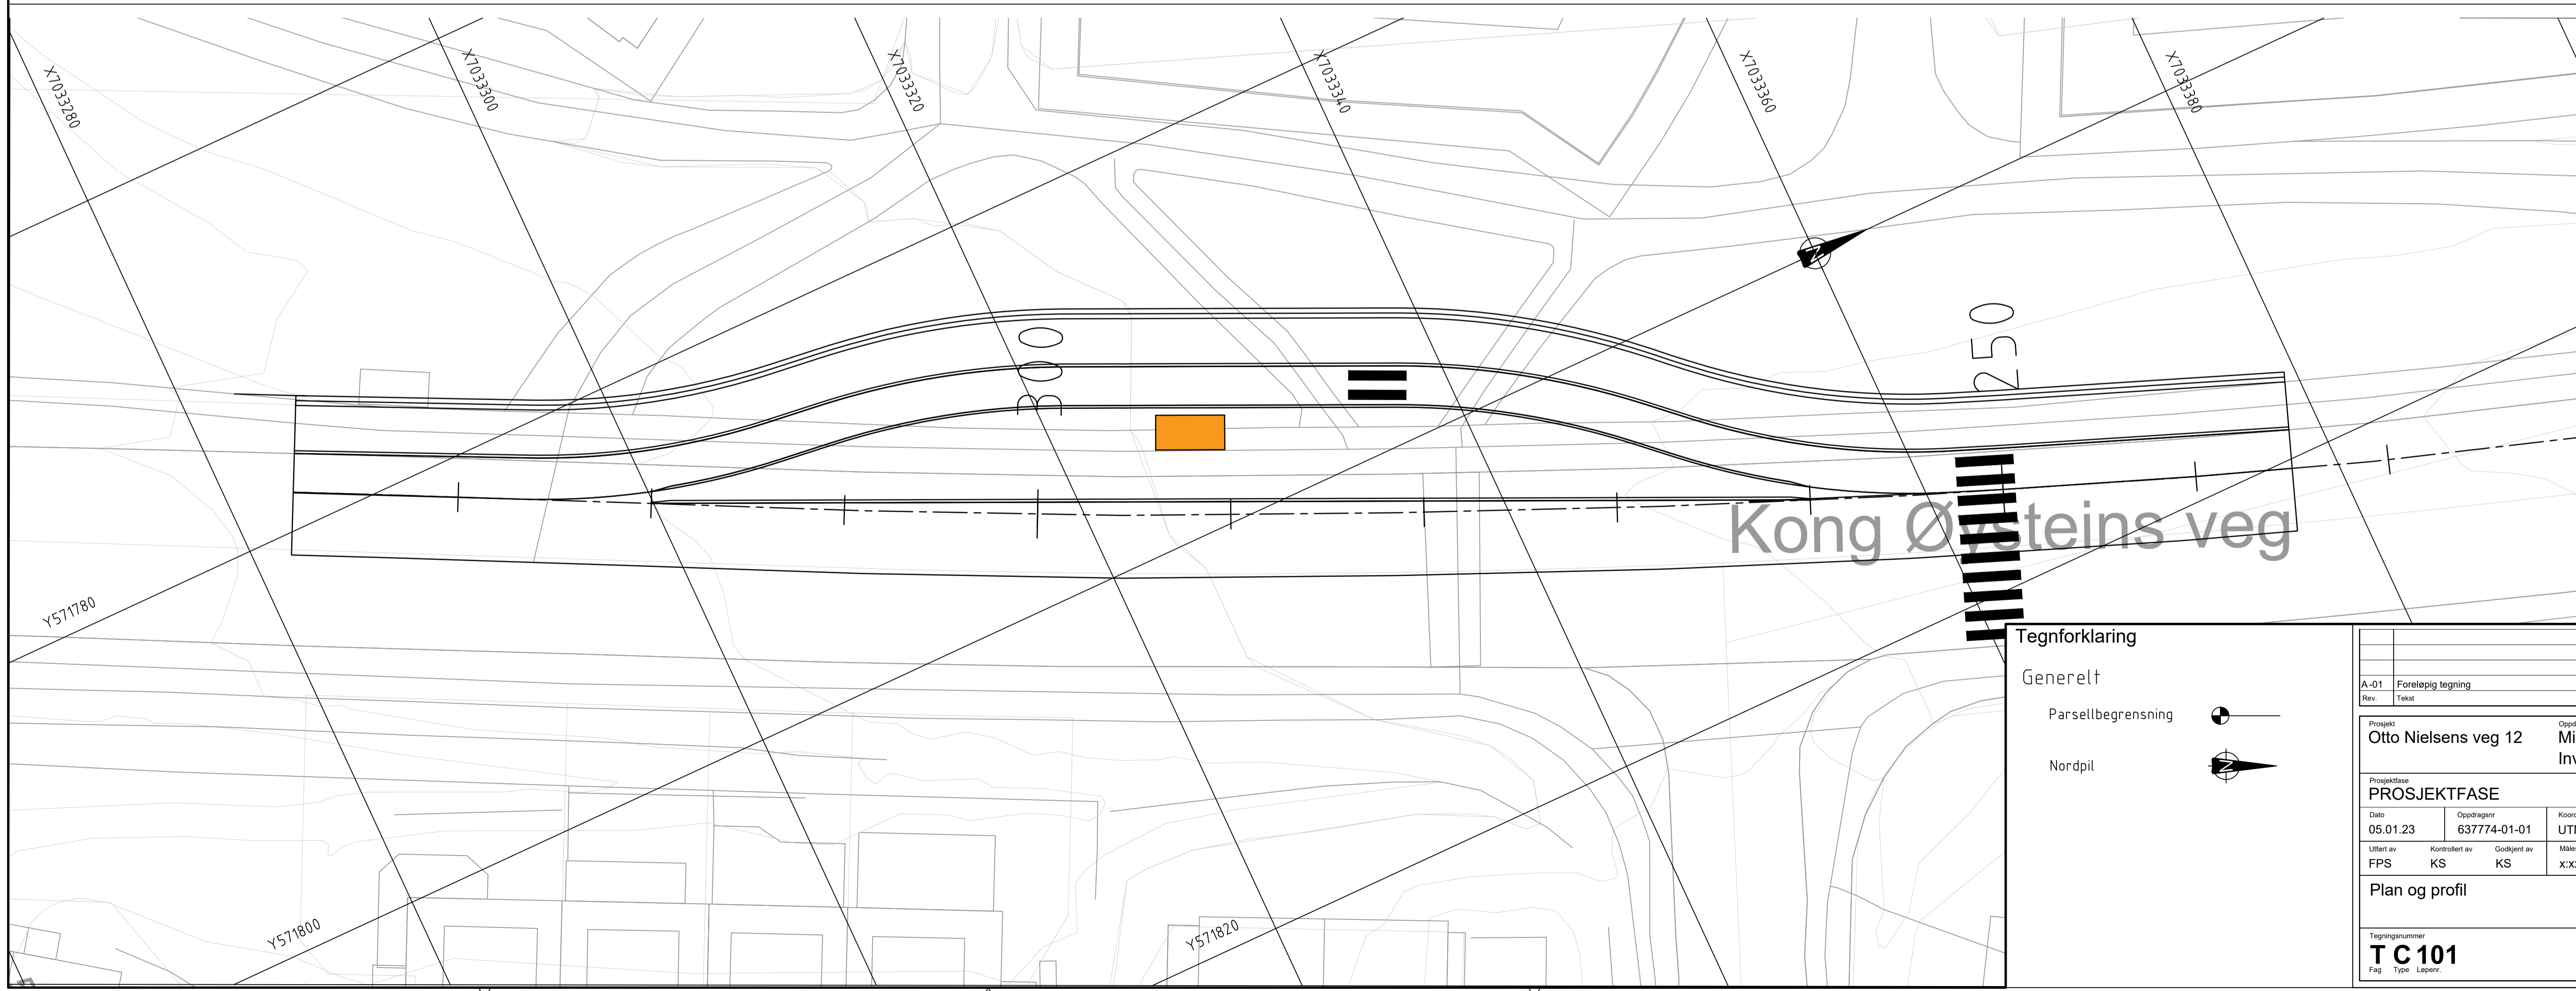 X7033280
X7033300
X7033320
X7033340
X7033360
X7033380
N
300
250
Kong Øysteins veg
Y571780
Y571800
Y571820
Tegnforklaring
Generelt
Parsellbegrensning
Nordpil
N
A-01 Foreløpig tegning
Rev. Tekst
Prosjekt
Otto Nielsens veg 12
Prosjektfase
PROSJEKTFASE
Dato Oppdragsnr
05.01.23 637774-01-01
Utført av Kontrollert av Godkjent av
FPS KS KS
Plan og profil
Tegningsnummer
T C 101
Fag Type Løpenr.